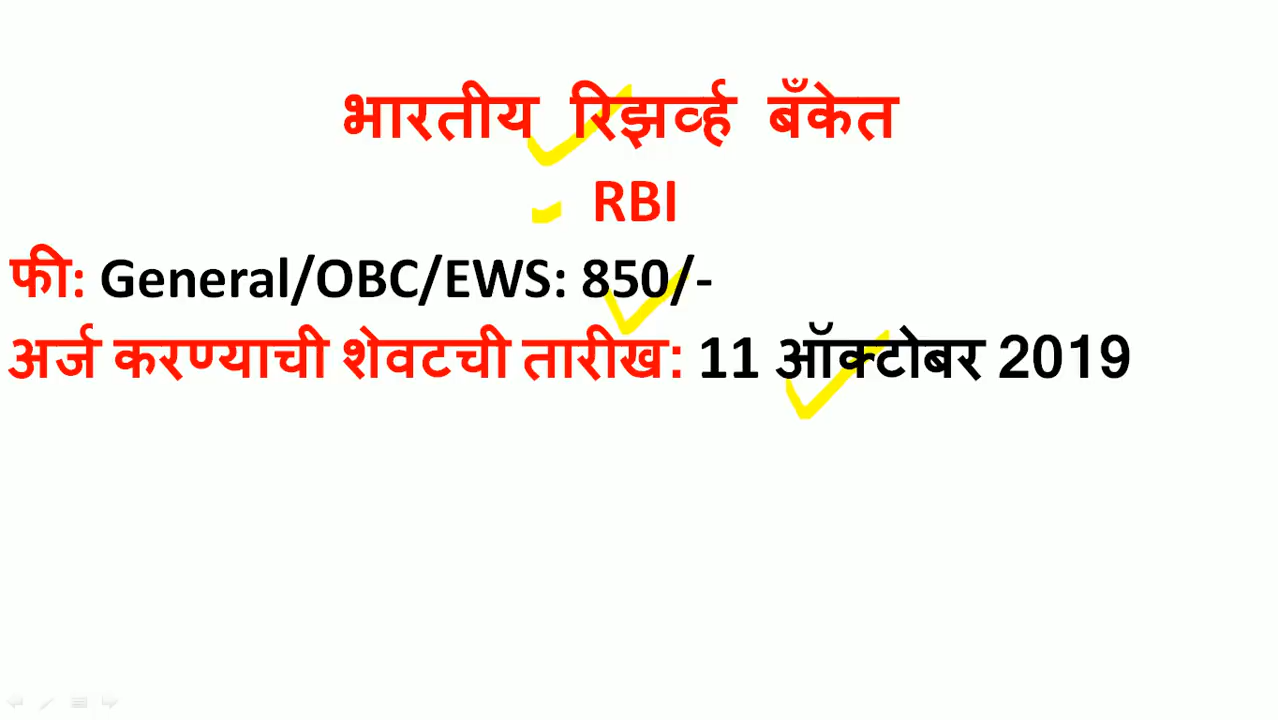 भारतीय रिझर्व्ह बँकेत
RBI
फी: General/OBC/EWS: 850/-
अर्ज करण्याची शेवटची तारीख: 11 ऑक्टोबर 2019